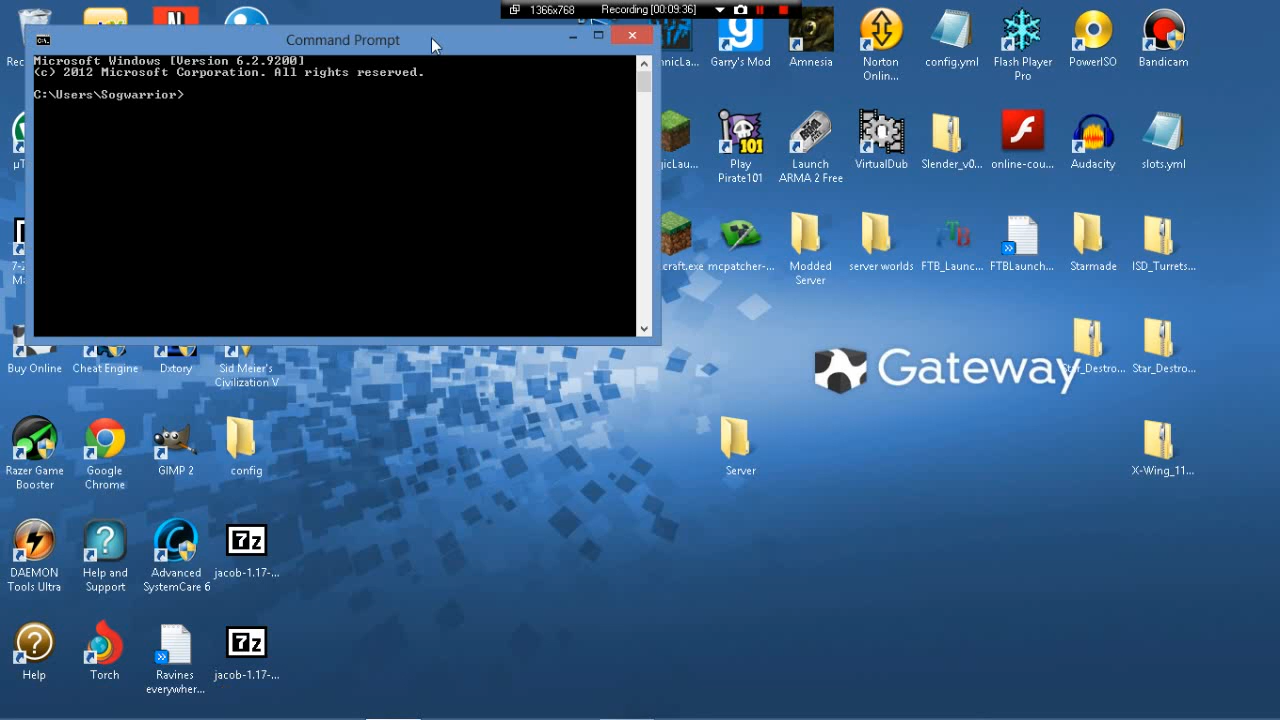 1366x768 Recording [00:09:36]
Command Prompt
Microsoft Windows [Version 6.2.9200]
(c) 2012 Microsoft Corporation. All rights reserved.
C:\Users\Sogwarrior>
Garry's Mod
Amnesia
Norton
Onlin...
config.yml
Flash Player
Pro
PowerISO
Bandicam
Play
Pirate101
Launch
ARMA 2 Free
VirtualDub
Slender_v0...
online-cou...
Audacity
slots.yml
mcpatcher-...
Modded
Server
server worlds
FTB_Launc...
FTBLaunch...
Starmade
ISD_Turrets...
Buy Online
Cheat Engine
Dxtory
Sid Meier's
Civilization V
Gateway
Star_Destro...
Star_Destro...
Razer Game
Booster
Google
Chrome
GIMP 2
config
Server
X-Wing_11...
DAEMON
Tools Ultra
Help and
Support
Advanced
SystemCare 6
7z
jacob-1.17-...
Help
Torch
Ravines
everywher...
7z
jacob-1.17-...